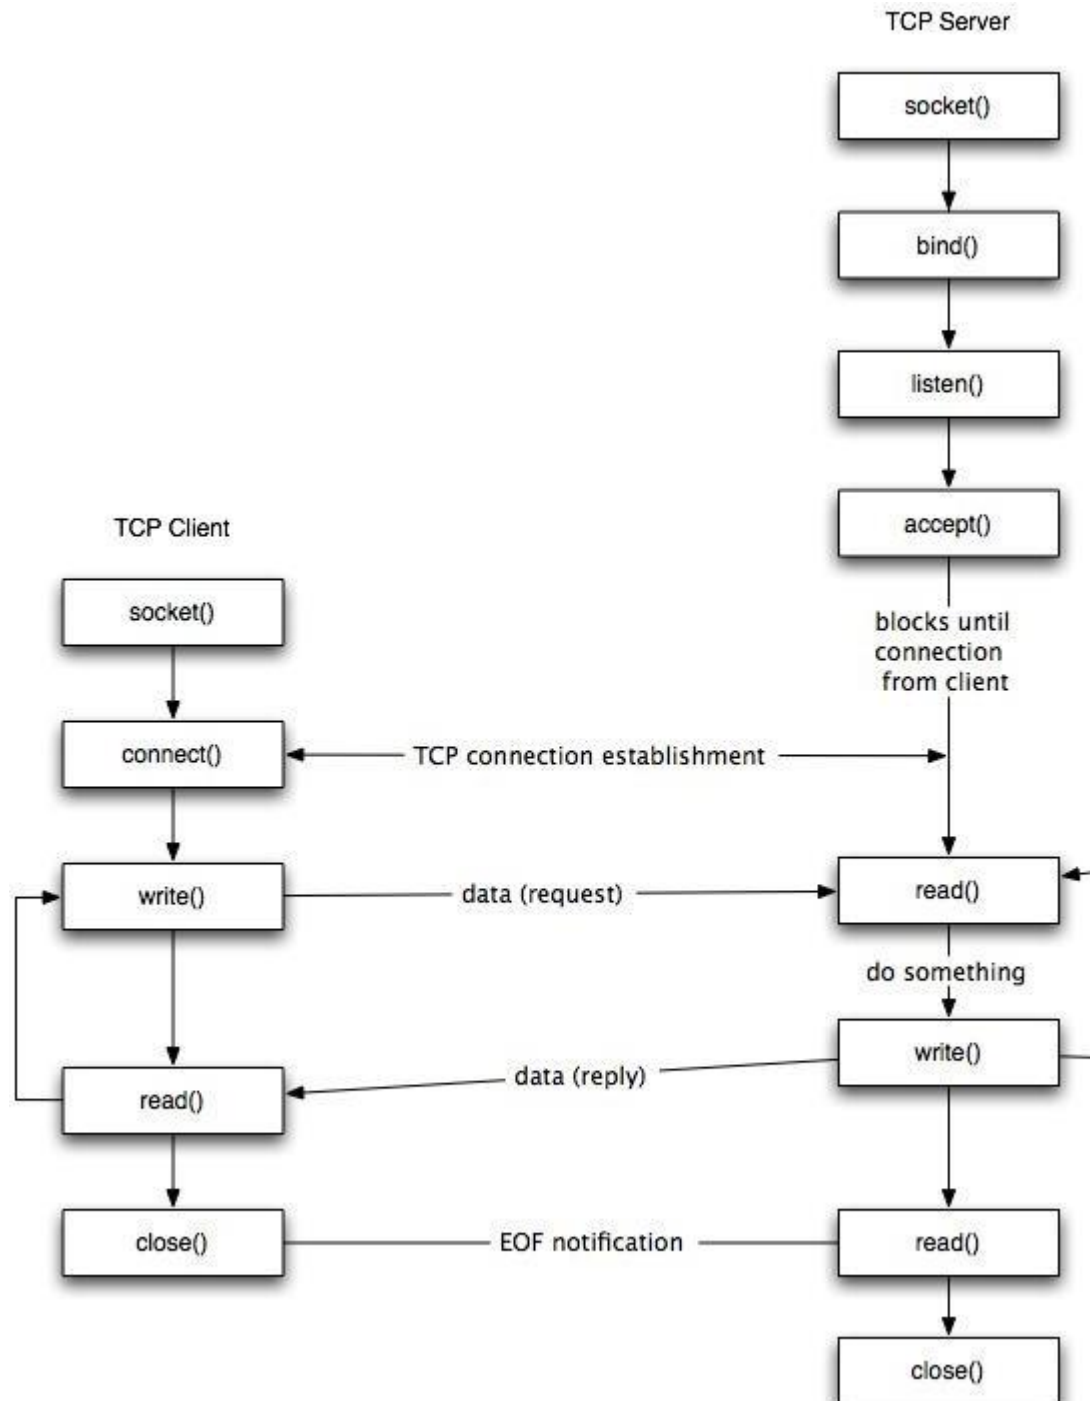 TCP Server
socket()
bind()
listen()
accept()
blocks until
connection
from client
TCP Client
socket()
connect()
TCP connection establishment
write()
data (request)
read()
do something
write()
data (reply)
read()
close()
EOF notification
read()
close()